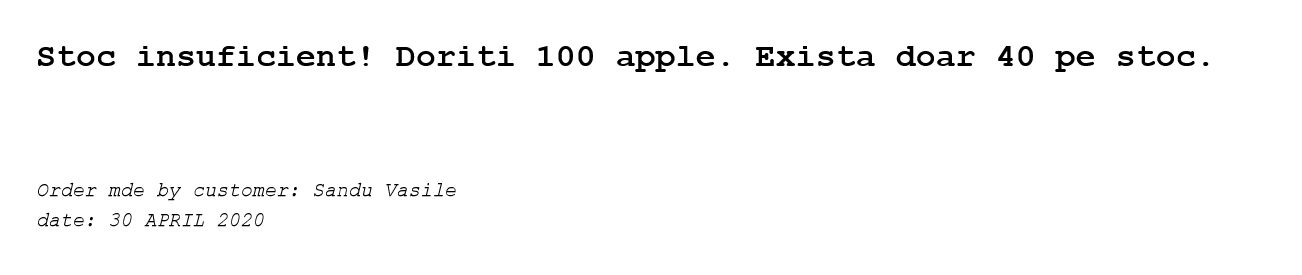 Stoc insuficient! Doriti 100 apple. Exista doar 40 pe stoc.
Order mde by customer: Sandu Vasile
date: 30 APRIL 2020